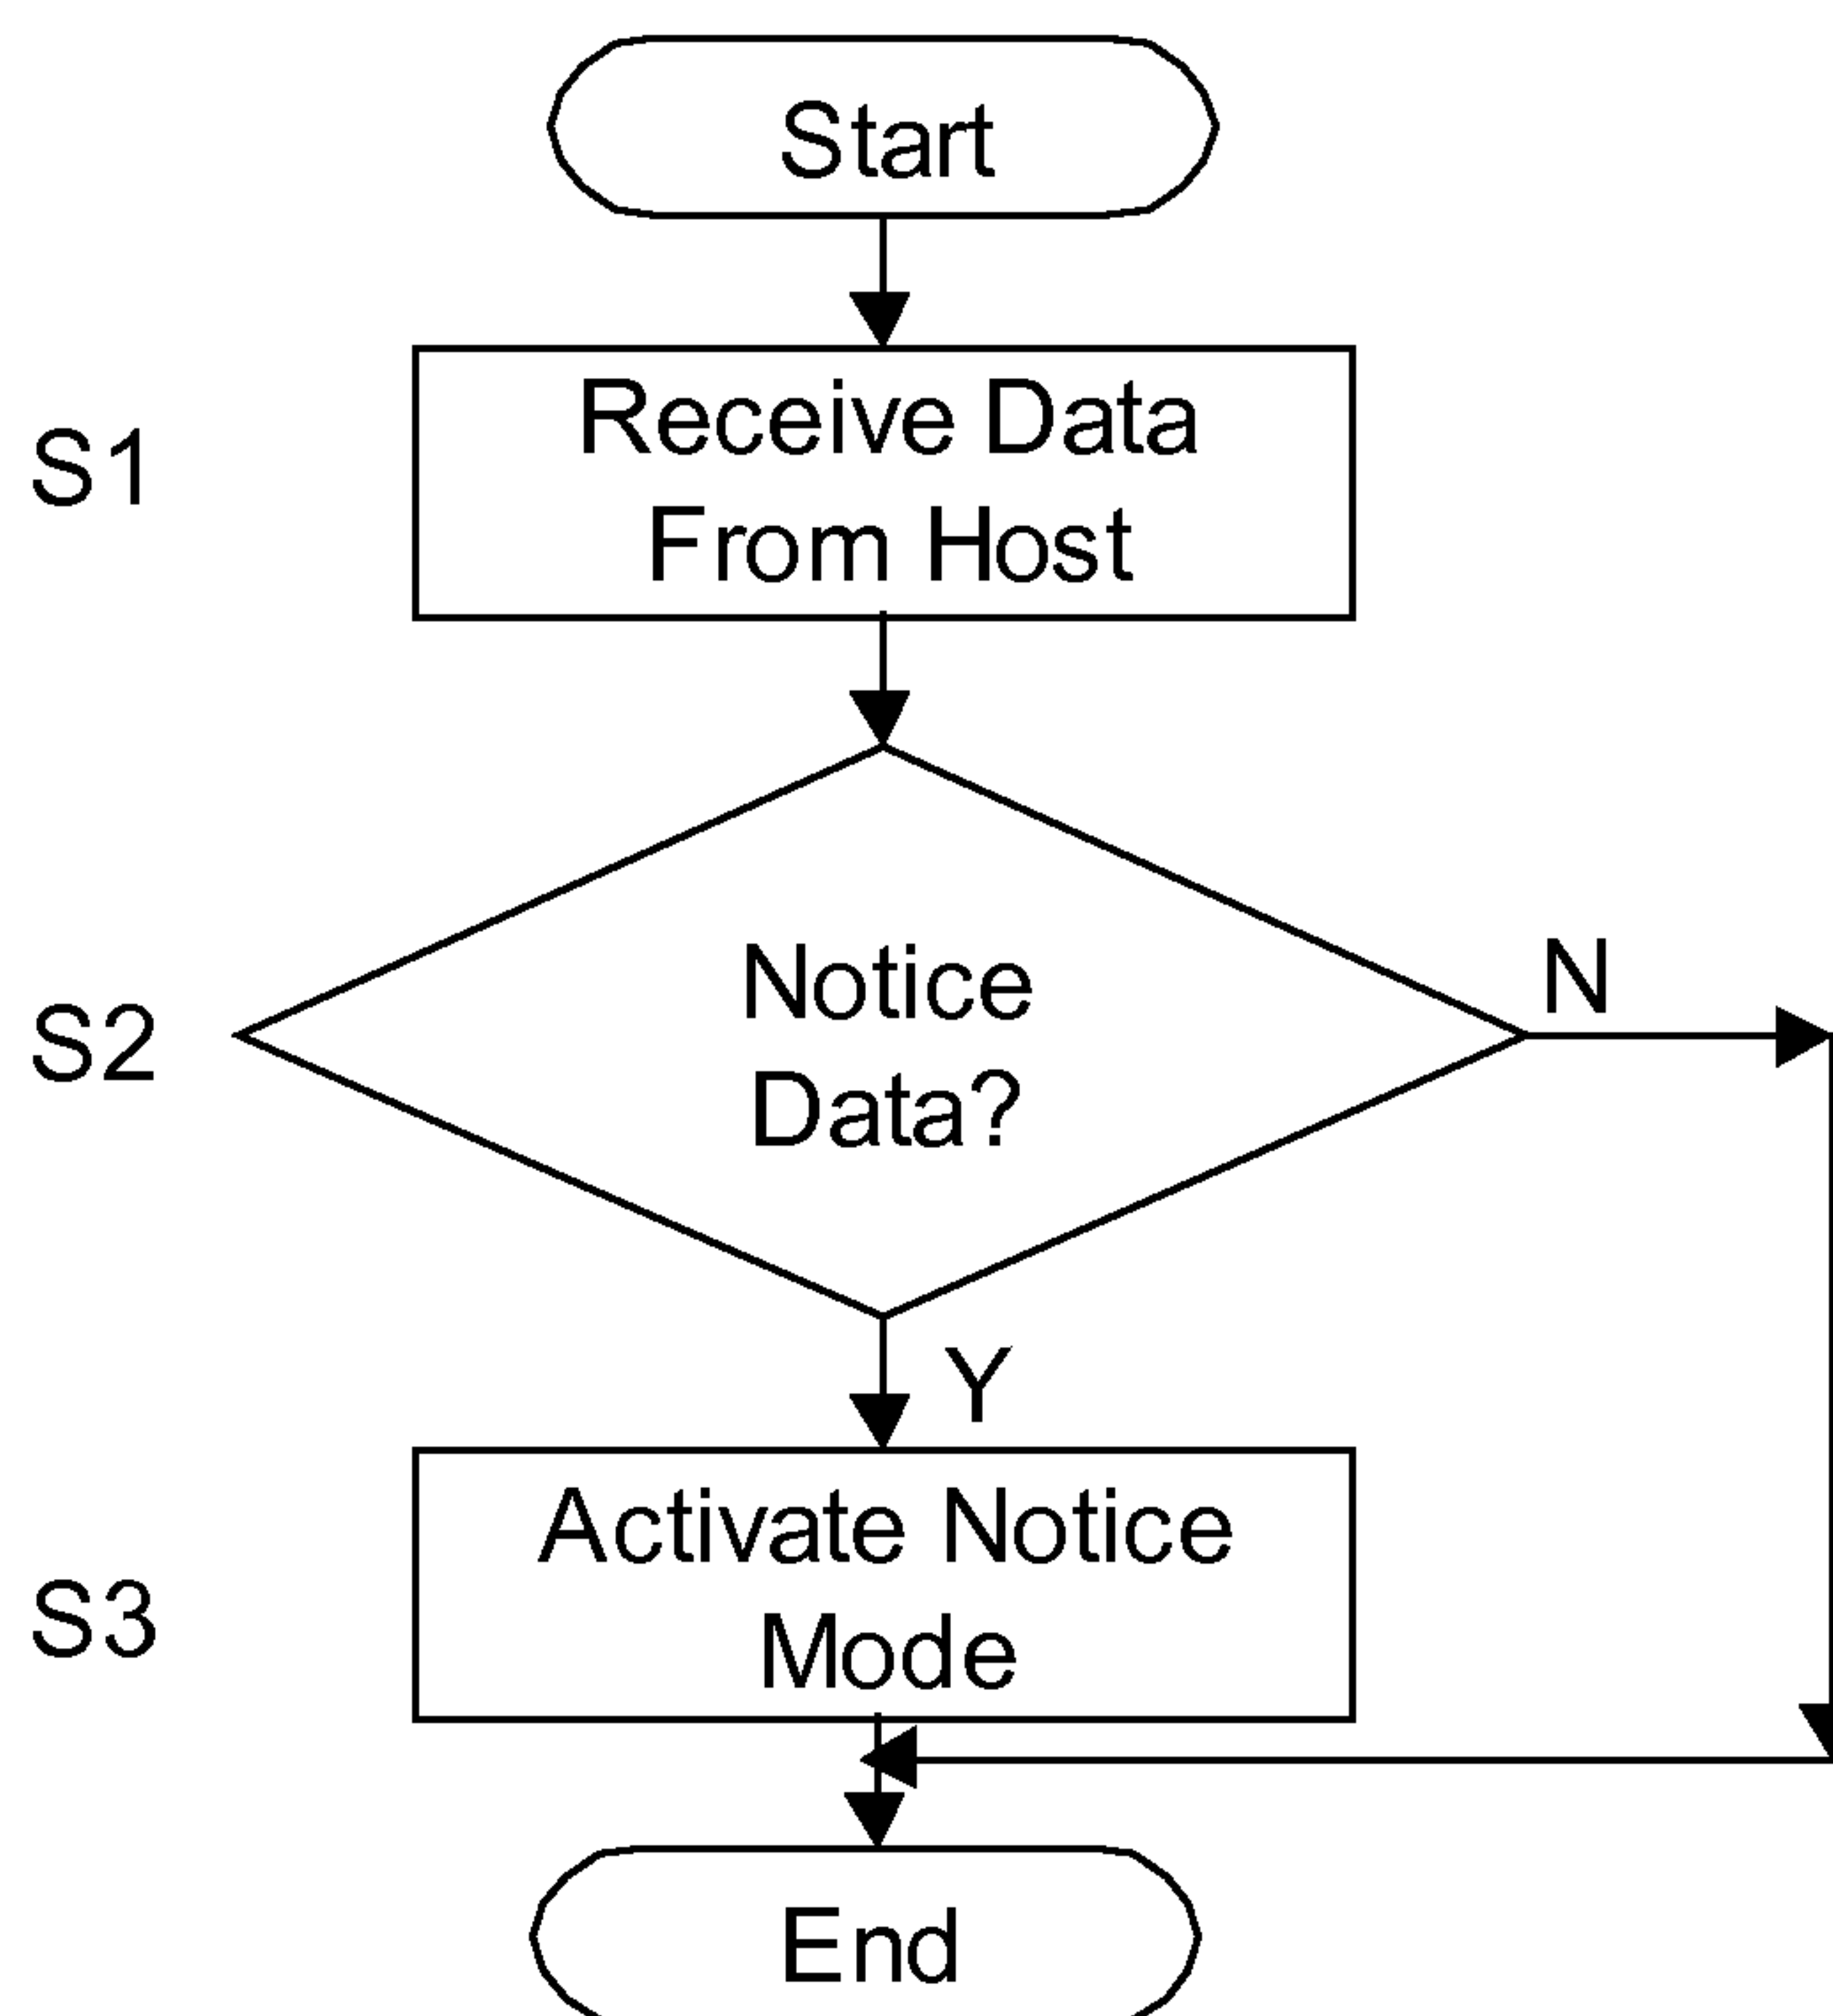 Start
S1
Receive Data
From Host
S2
Notice
Data?
N
Y
S3
Activate Notice
Mode
End